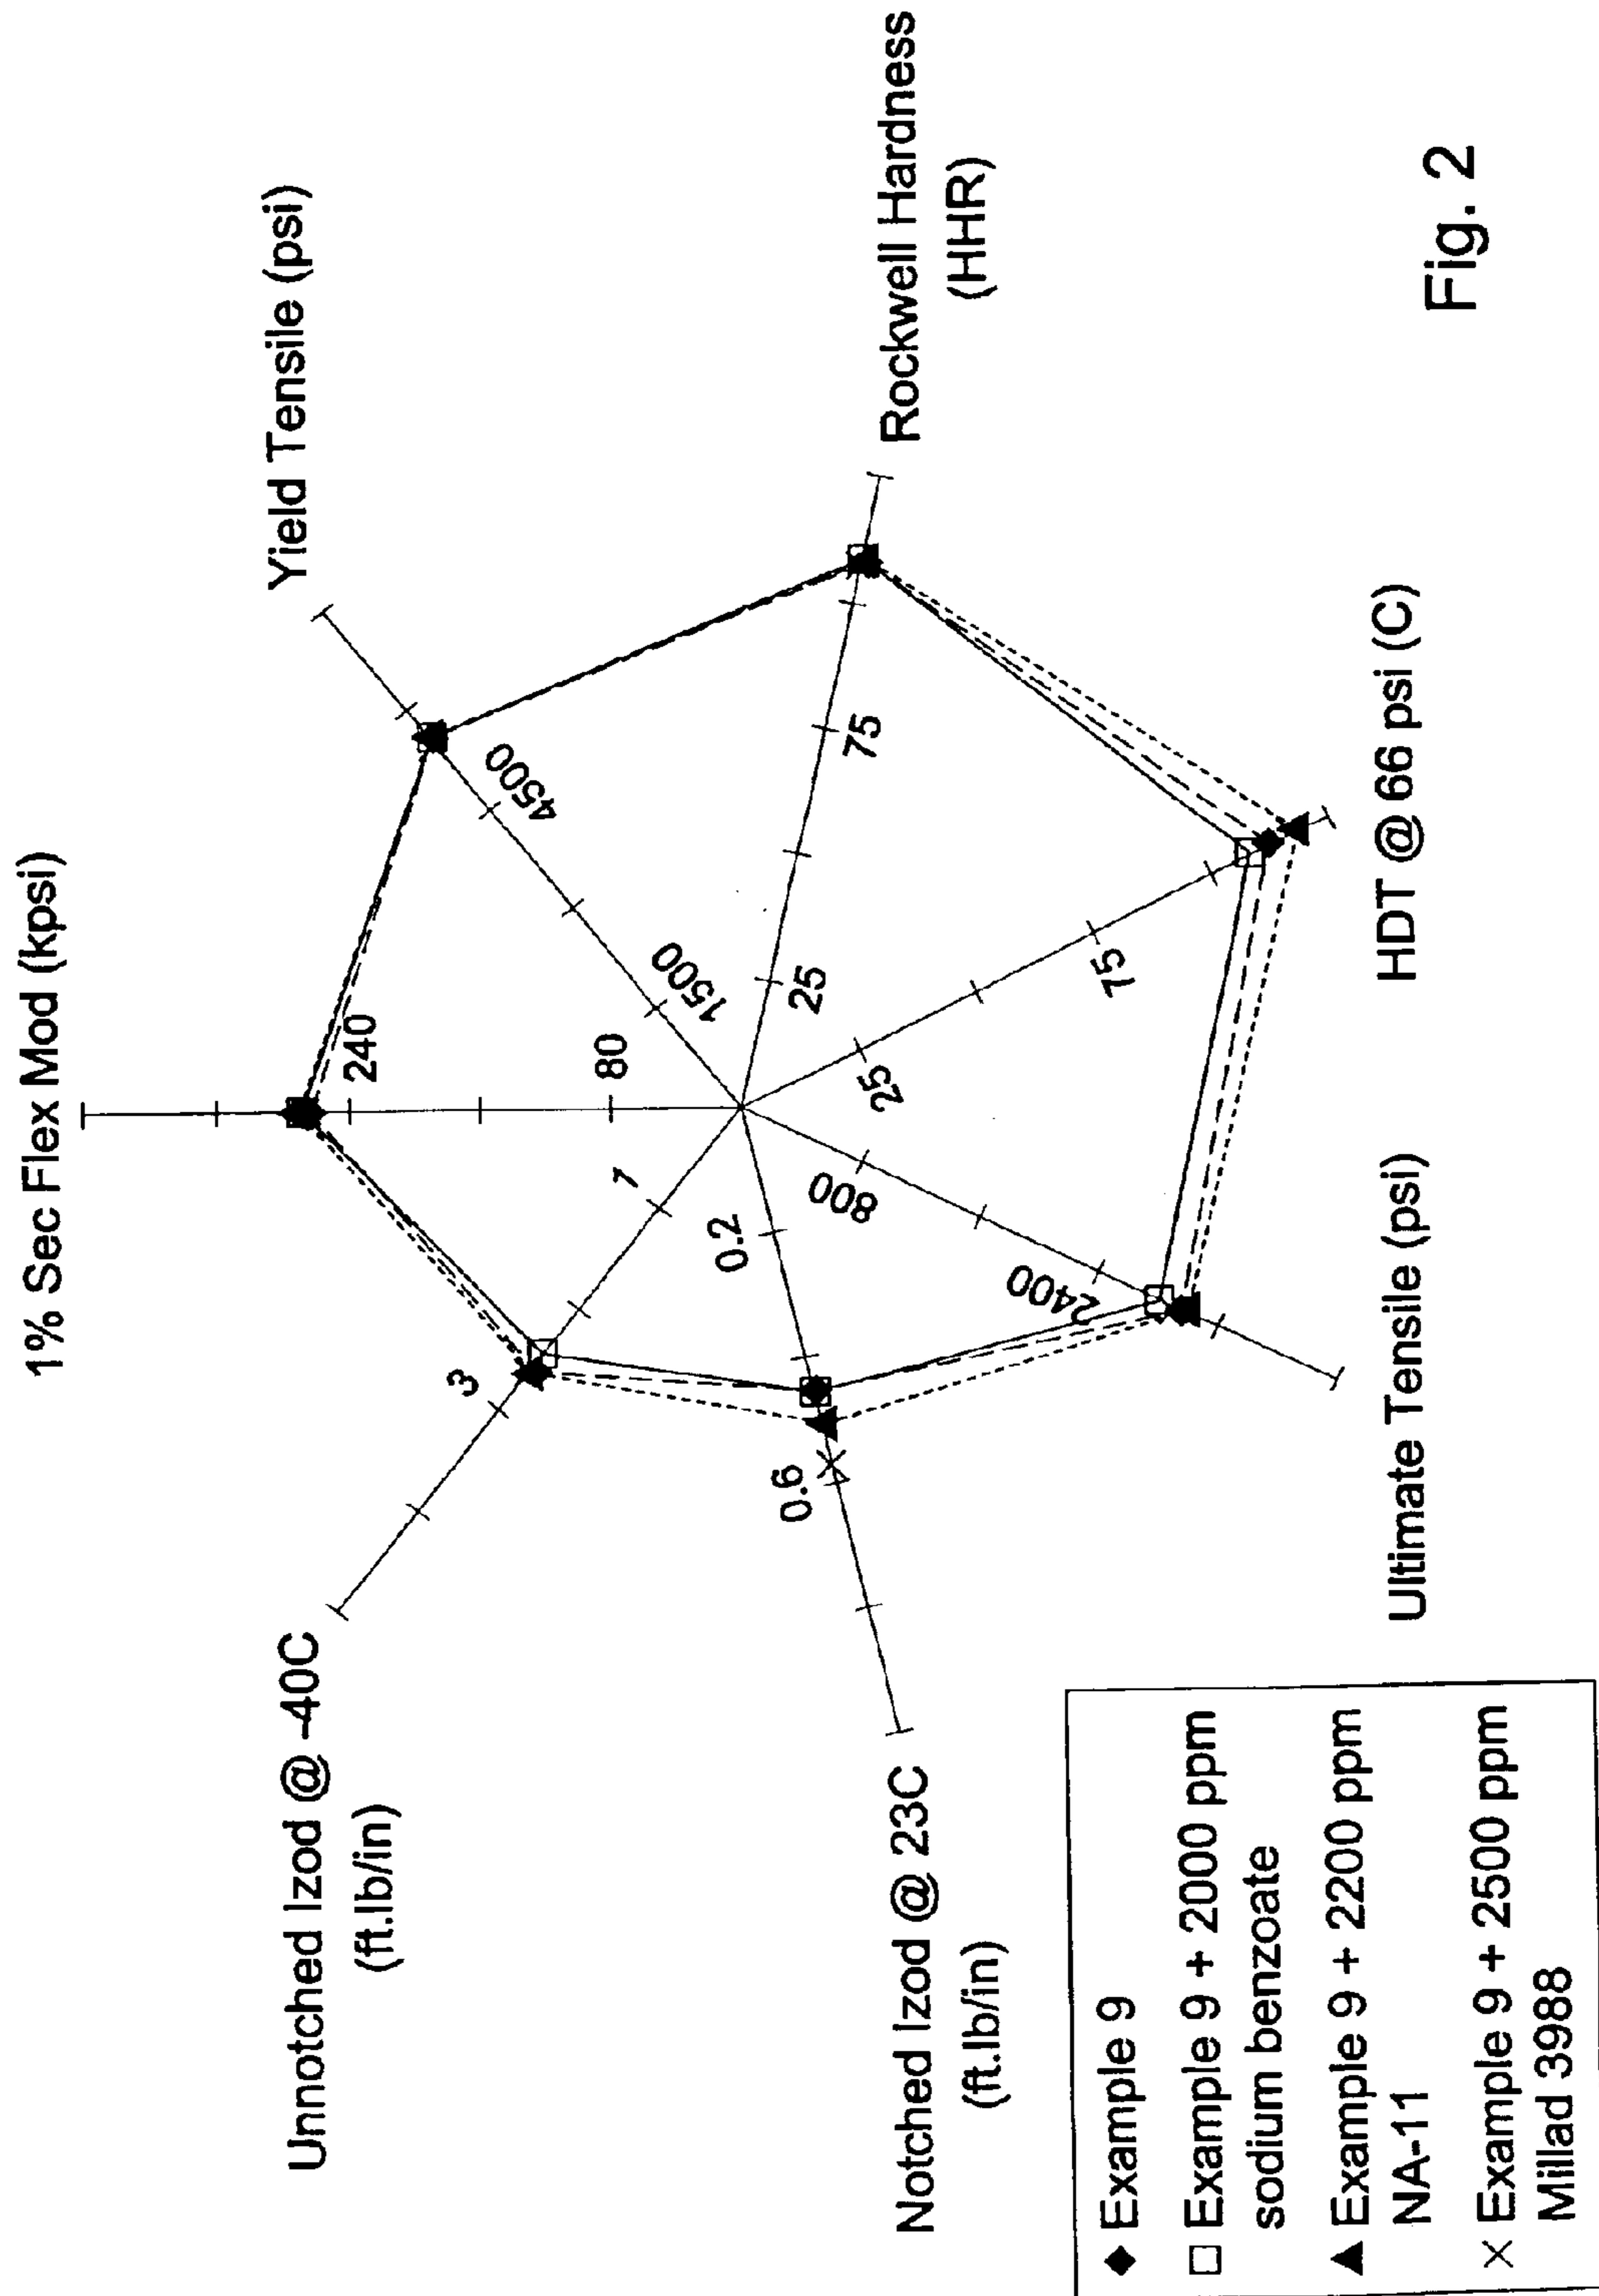 1% Sec Flex Mod (kpsi)
Yield Tensile (psi)
Rockwell Hardness
(HHR)
HDT @ 66 psi (C)
Ultimate Tensile (psi)
Notched Izod @ 23C
(ft.lb/in)
Unnotched Izod @ -40C
(ft.lb/in)
240
80
4500
1500
75
25
75
25
2400
800
0.6
0.2
3
1
◆ Example 9
□ Example 9 + 2000 ppm
sodium benzoate
▲ Example 9 + 2200 ppm
NA-11
× Example 9 + 2500 ppm
Millad 3988
Fig. 2